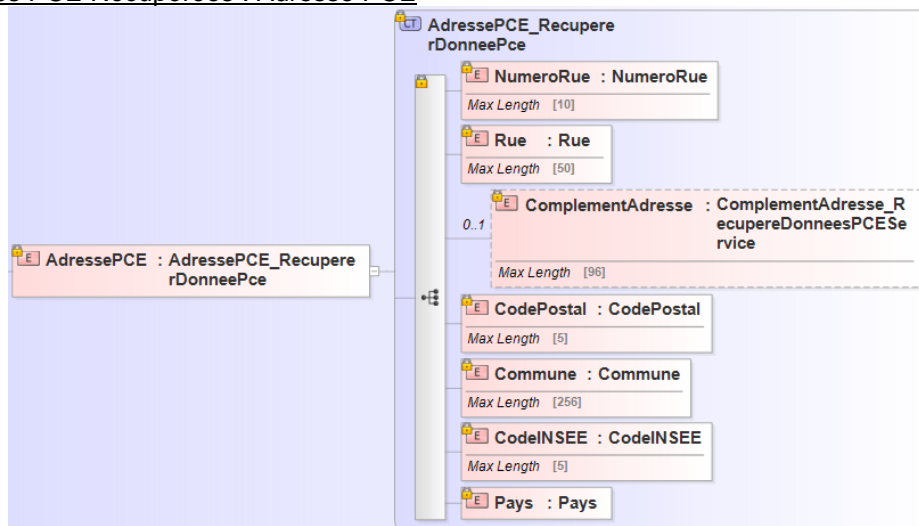 AdressePCE_Recupere
rDonneePce
NumeroRue : NumeroRue
Max Length [10]
Rue : Rue
Max Length [50]
0..1
ComplementAdresse : ComplementAdresse_R
ecupereDonneesPCESe
rvice
Max Length [96]
AdressePCE : AdressePCE_Recupere
rDonneePce
CodePostal : CodePostal
Max Length [5]
Commune : Commune
Max Length [256]
CodeINSEE : CodeINSEE
Max Length [5]
Pays : Pays